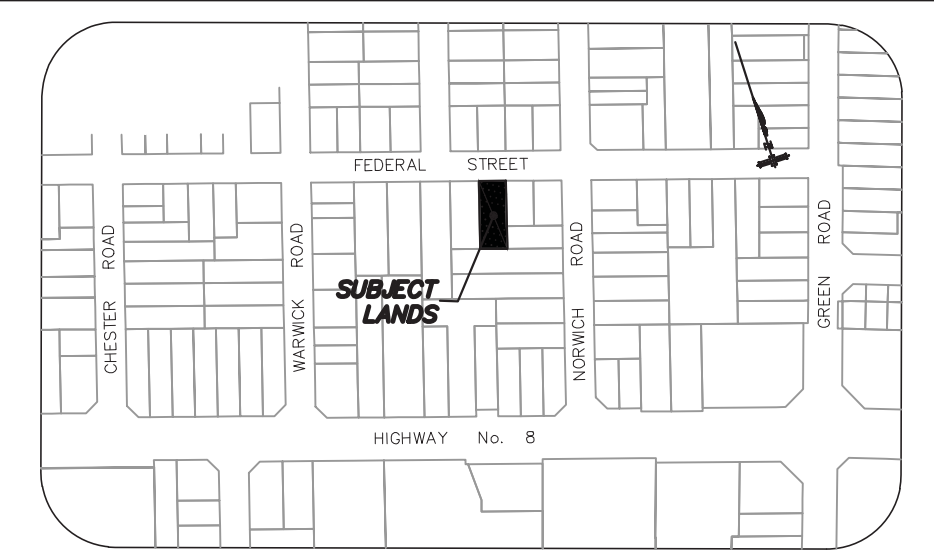 FEDERAL STREET
CHESTER ROAD
WARWICK ROAD
SUBJECT
LANDS
NORWICH ROAD
GREEN ROAD
HIGHWAY No. 8